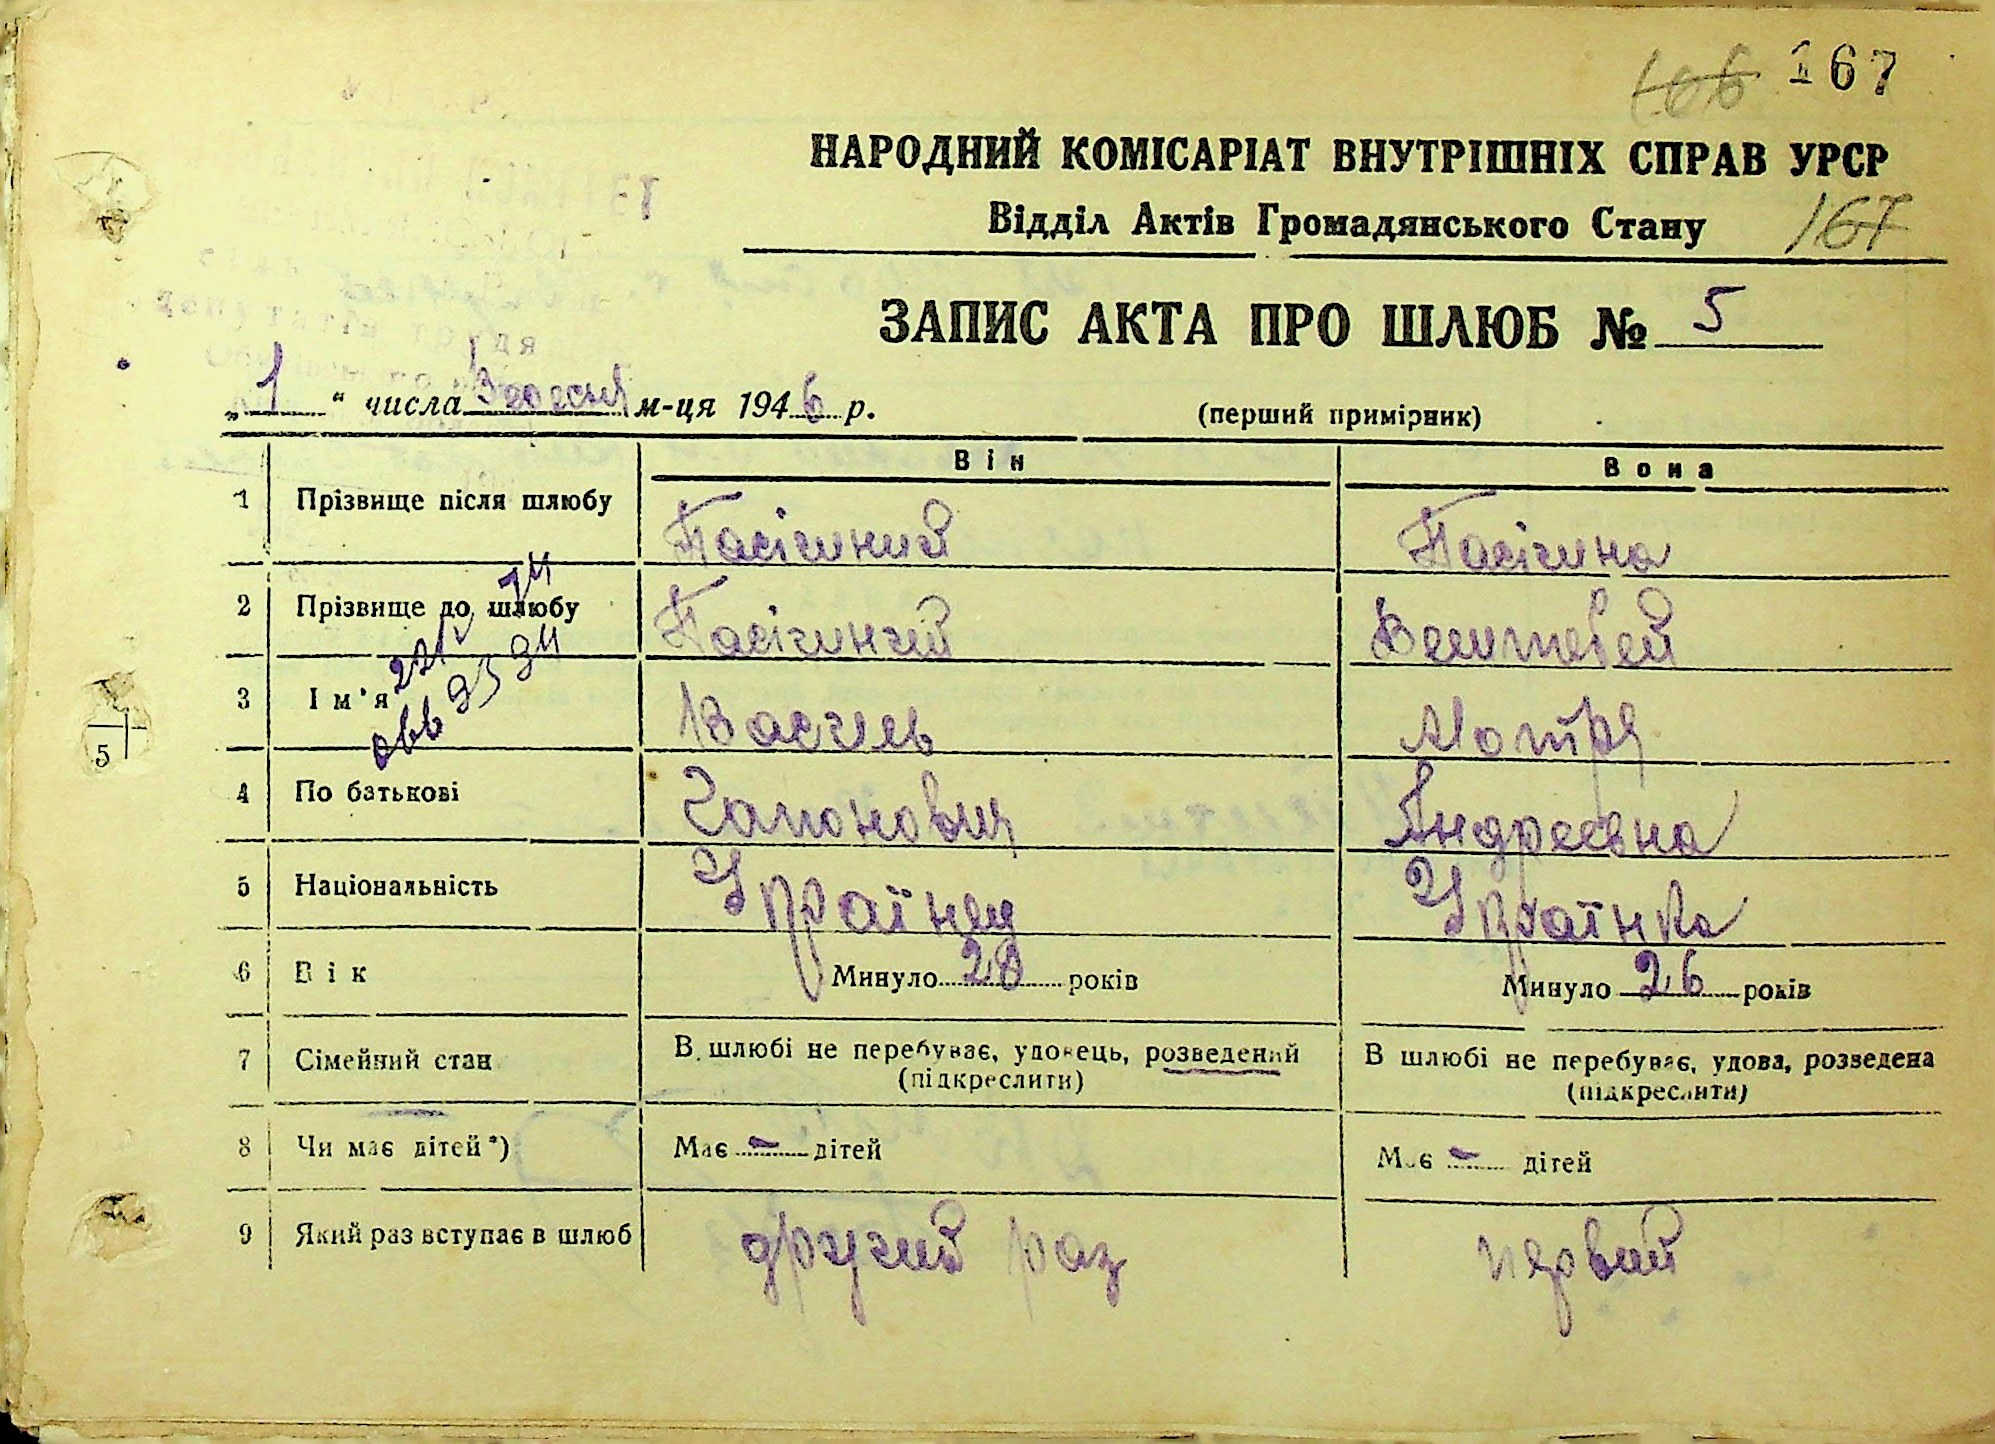 166 167
НАРОДНИЙ КОМІСАРІАТ ВНУТРІШНІХ СПРАВ УРСР
Відділ Актів Громадянського Стану 167
ЗАПИС АКТА ПРО ШЛЮБ № 5
„ 1 “ числа м-ця 1946 р. (перший примірник)
Він Вона
1 Прізвище після шлюбу Пасічний Пасічна
2 Прізвище до шлюбу Пасічний
3 Ім'я Мотря
4 По батькові Андреевна
5 Національність Українец Українка
6 Вік Минуло 28 років Минуло 26 років
7 Сімейний стан В шлюбі не перебуває, удовець, розведений В шлюбі не перебуває, удова, розведена
(підкреслити) (підкреслити)
8 Чи має дітей*) Має - дітей Має - дітей
5
9 Який раз вступає в шлюб другий раз первий